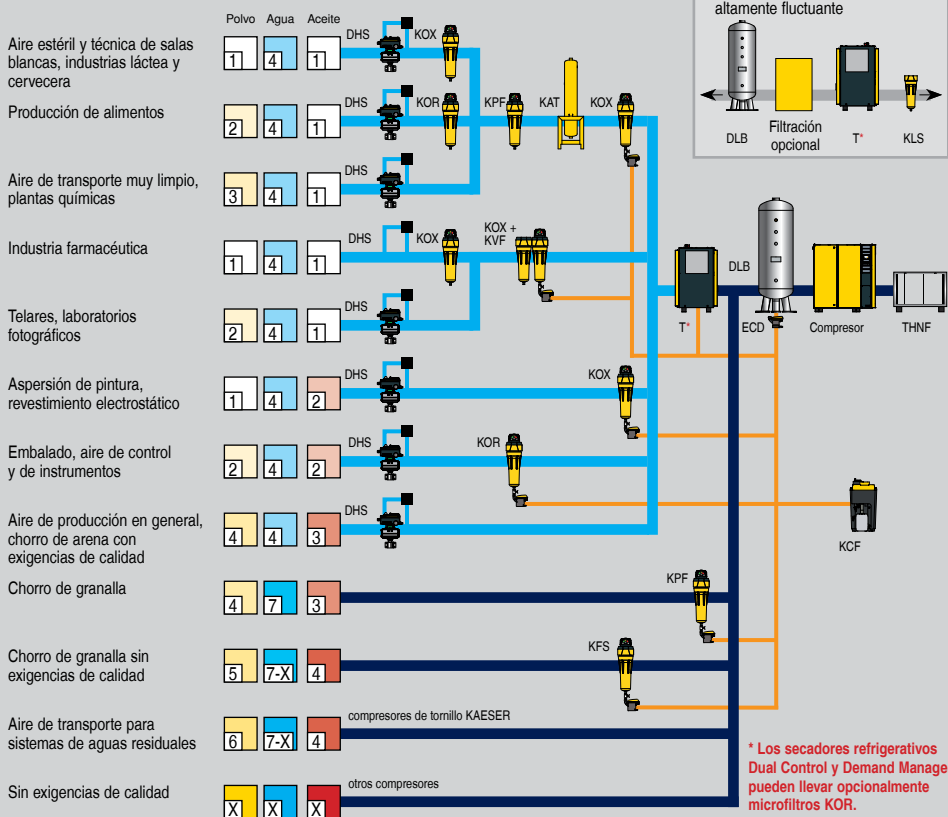 altamente fluctuante
DLB
Filtración
opcional
T*
KLS
Polvo Agua Aceite
Aire estéril y técnica de salas
blancas, industrias láctea y
cervecera
1 4 1
DHS
KOX
Producción de alimentos
2 4 1
DHS
KOR
KPF
KAT
KOX
Aire de transporte muy limpio,
plantas químicas
3 4 1
DHS
Industria farmacéutica
1 4 1
DHS
KOX
KOX +
KVF
Telares, laboratorios
fotográficos
2 4 1
DHS
T*
DLB
ECD
Compresor
THNF
Aspersión de pintura,
revestimiento electrostático
1 4 2
DHS
KOX
Embalado, aire de control
y de instrumentos
2 4 2
DHS
KOR
Aire de producción en general,
chorro de arena con
exigencias de calidad
4 4 3
DHS
KCF
Chorro de granalla
4 7 3
KPF
Chorro de granalla sin
exigencias de calidad
5 7-X 4
KFS
Aire de transporte para
sistemas de aguas residuales
6 7-X 4
compresores de tornillo KAESER
Sin exigencias de calidad
X X X
otros compresores
* Los secadores refrigerativos
Dual Control y Demand Manage
pueden llevar opcionalmente
microfiltros KOR.